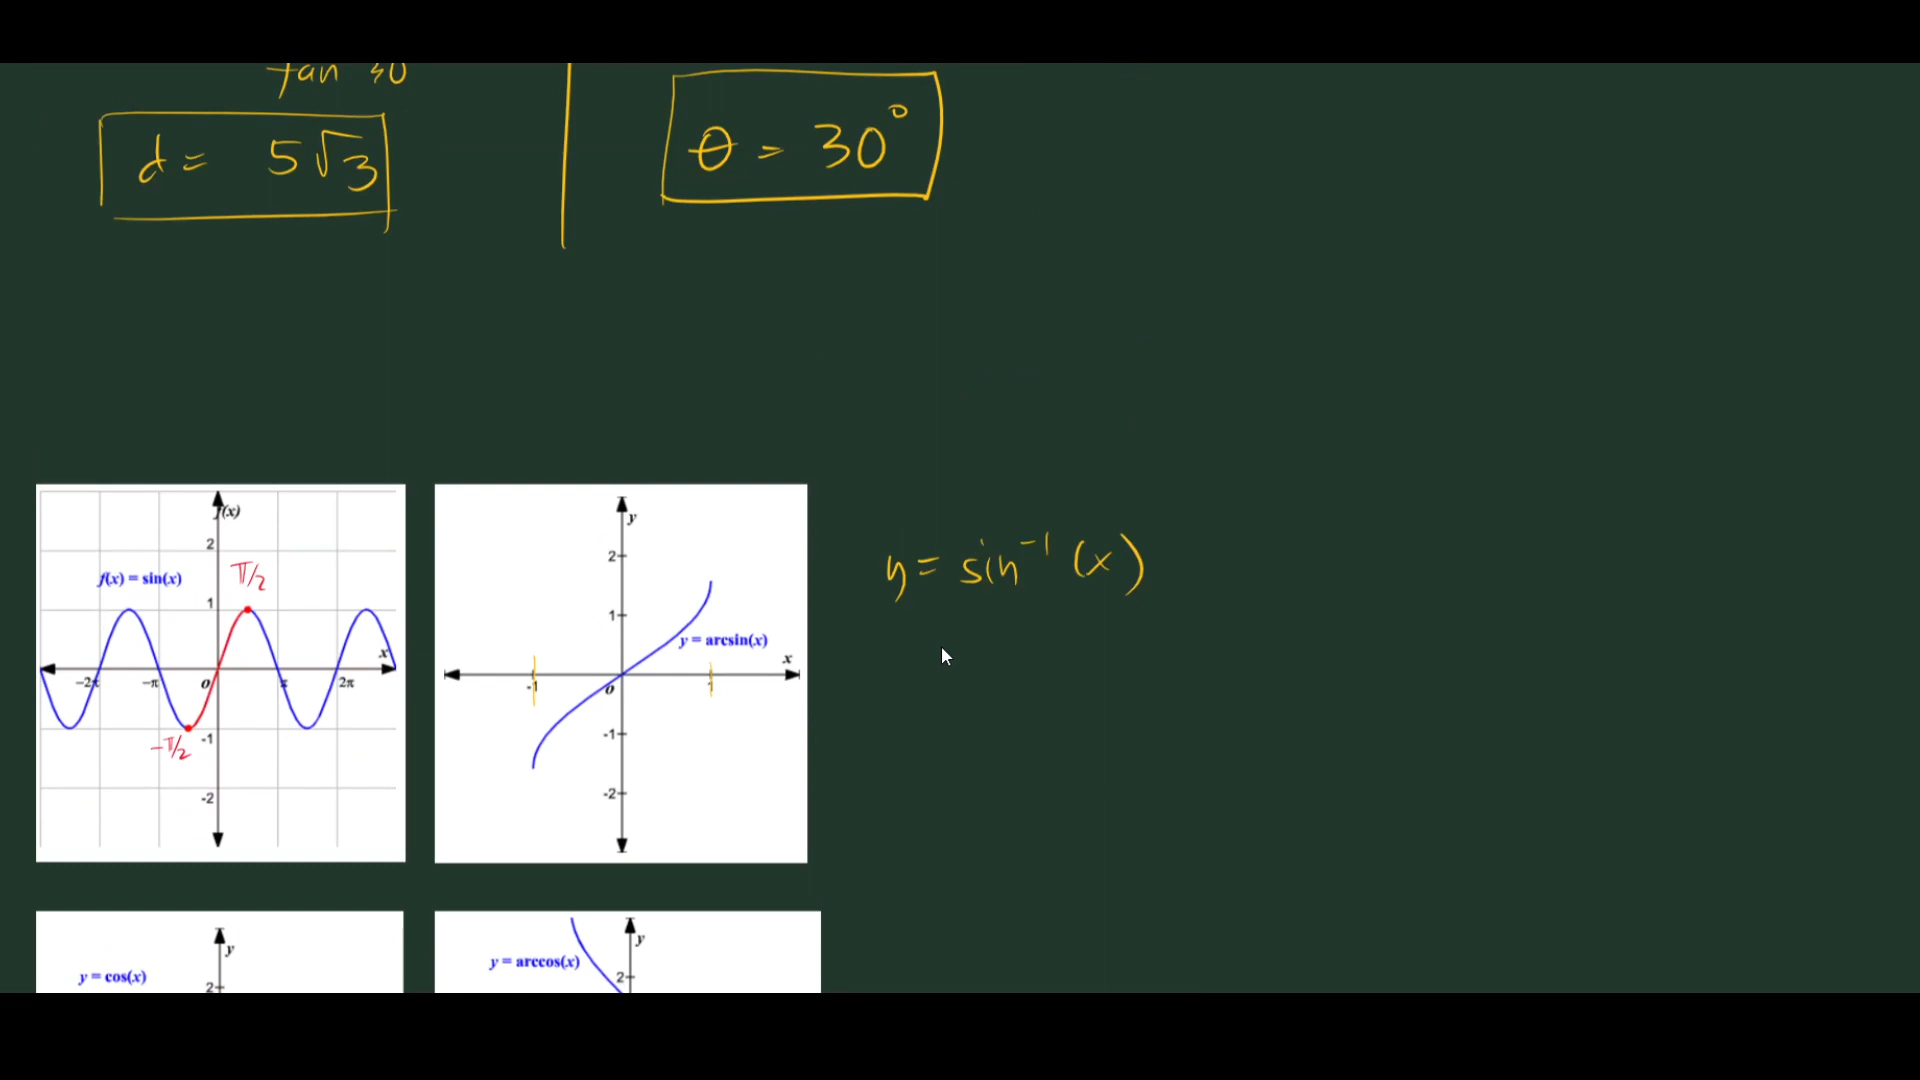 tan 30
d = 5√3
θ = 30°
f(x)
2
f(x) = sin(x)
π/2
1
x
-2π
-π
o
π
2π
-π/2
-1
-2
y
2
1
y = arcsin(x)
x
-1
o
1
-1
-2
y = sin⁻¹ (x)
y
y = cos(x)
2
y
y = arccos(x)
2